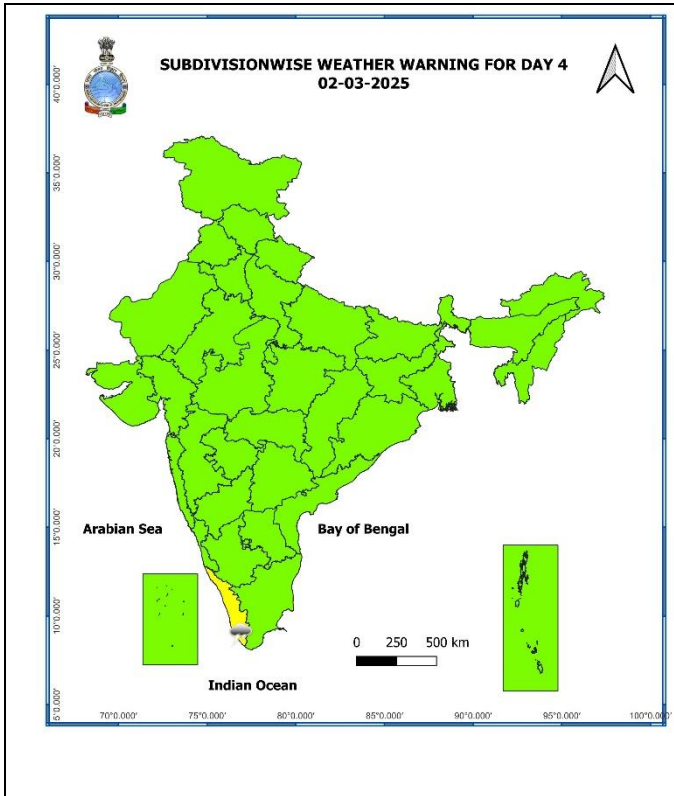 SUBDIVISIONWISE WEATHER WARNING FOR DAY 4
02-03-2025
40°0.000'
35°0.000'
30°0.000'
25°0.000'
20°0.000'
15°0.000'
10°0.000'
5°0.000'
Arabian Sea
Bay of Bengal
0 250 500 km
Indian Ocean
70°0.000' 75°0.000' 80°0.000' 85°0.000' 90°0.000' 95°0.000' 100°0.000'